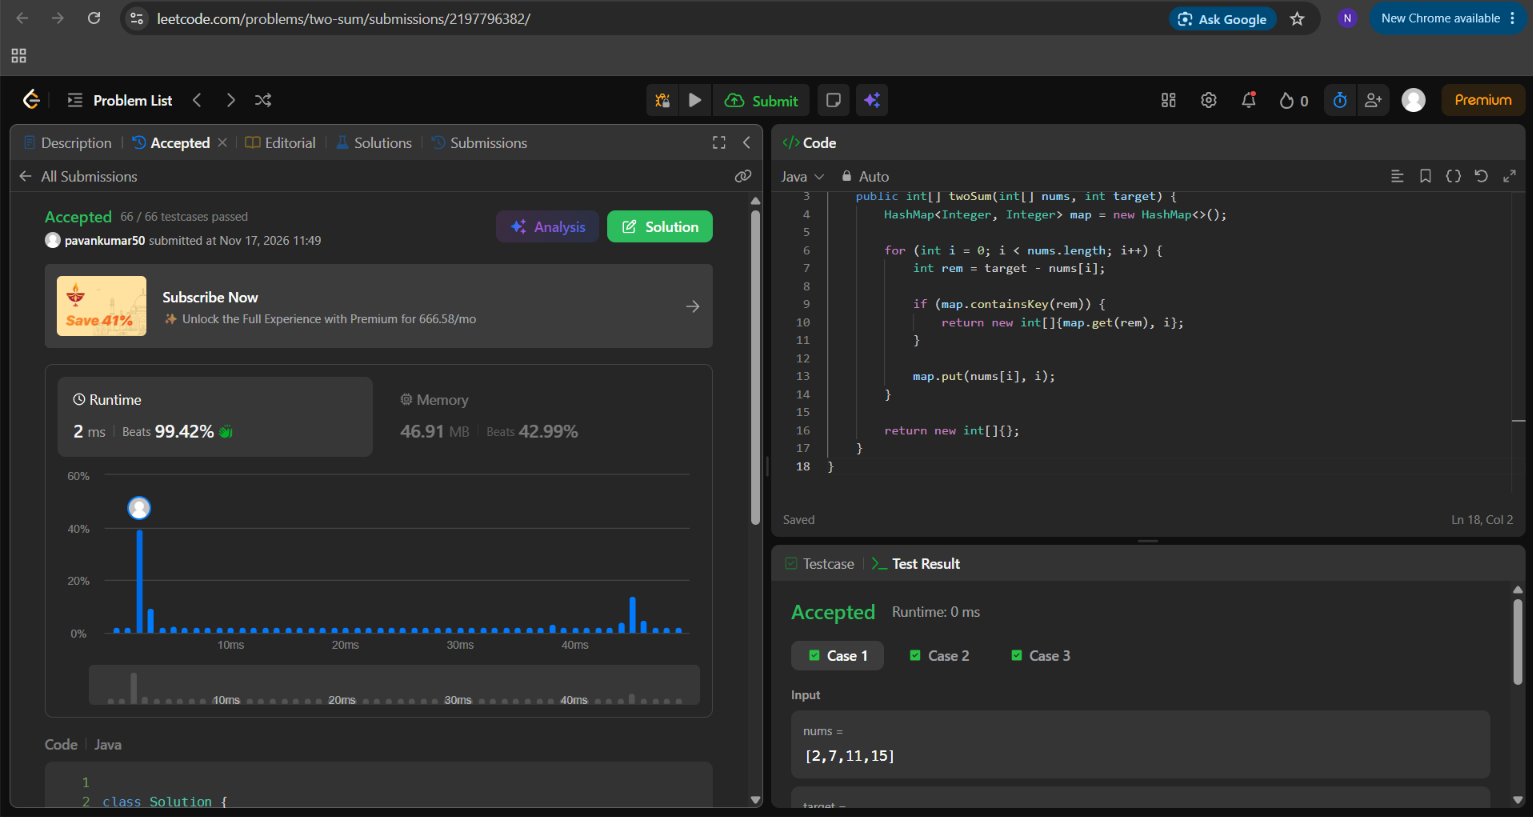 leetcode.com/problems/two-sum/submissions/2197796382/
Ask Google
N
New Chrome available
Problem List
Submit
0
Premium
Description
Accepted
Editorial
Solutions
Submissions
All Submissions
Accepted 66 / 66 testcases passed
pavankumar50 submitted at Nov 17, 2026 11:49
Analysis
Solution
Save 41%
Subscribe Now
Unlock the Full Experience with Premium for 666.58/mo
Runtime
2 ms Beats 99.42%
Memory
46.91 MB Beats 42.99%
60%
40%
20%
0%
10ms 20ms 30ms 40ms
10ms 20ms 30ms 40ms
Code Java
1
2 class Solution {
</> Code
Java Auto
3 public int[] twoSum(int[] nums, int target) {
4 HashMap<Integer, Integer> map = new HashMap<>();
5
6 for (int i = 0; i < nums.length; i++) {
7 int rem = target - nums[i];
8
9 if (map.containsKey(rem)) {
10 return new int[]{map.get(rem), i};
11 }
12
13 map.put(nums[i], i);
14 }
15
16 return new int[]{};
17 }
18 }
Saved
Ln 18, Col 2
Testcase
Test Result
Accepted Runtime: 0 ms
Case 1
Case 2
Case 3
Input
nums =
[2,7,11,15]
target =